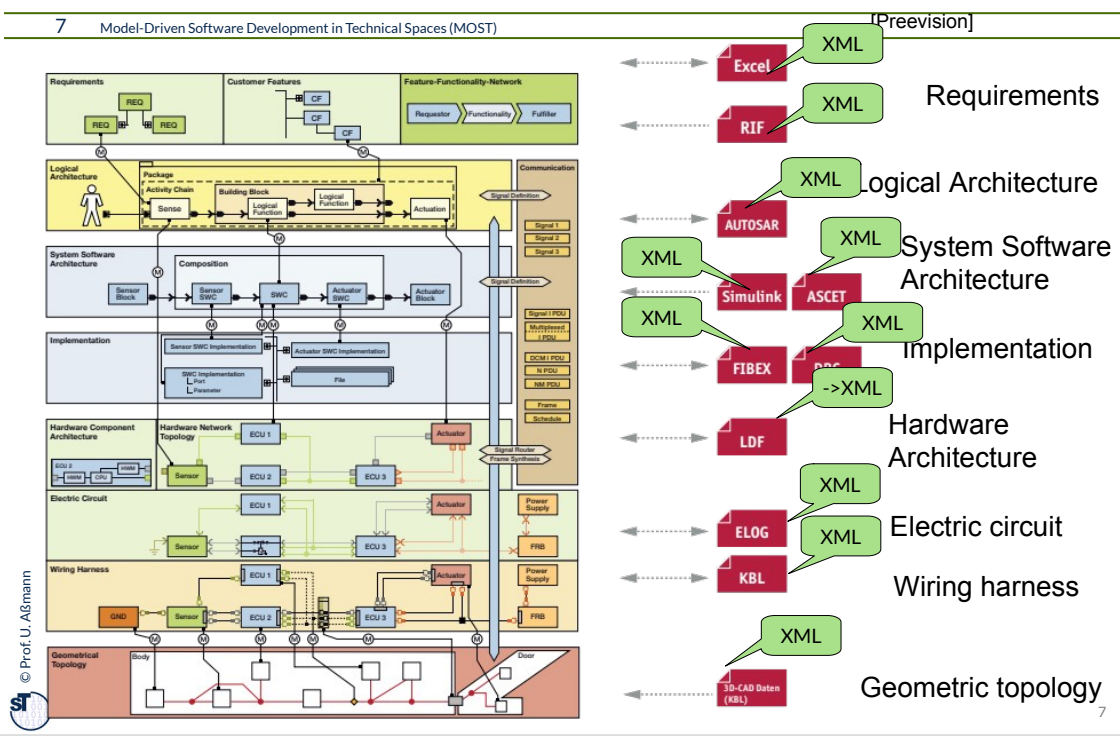 7 Model-Driven Software Development in Technical Spaces (MOST)
[Preevision]
Requirements
REQ
REQ
REQ
Customer Features
CF
CF
CF
Feature-Functionality-Network
Requestor
Functionality
Fulfiller
M
M
Logical
Architecture
Package
Activity Chain
Building Block
Sense
Logical
Function
Logical
Function
Actuation
Communication
Signal Definition
Signal 1
Signal 2
Signal 3
M
M
System Software
Architecture
Composition
Sensor
Block
Sensor
SWC
SWC
Actuator
SWC
Actuator
Block
Signal Definition
Signal I PDU
Multiplexed
I PDU
DCM I PDU
N PDU
NM PDU
Frame
Schedule
M
M
M
M
M
Implementation
Sensor SWC Implementation
Actuator SWC Implementation
SWC Implementation
Port
Parameter
File
Hardware Component
Architecture
ECU 2
HWM
CPU
HWM
Hardware Network
Topology
ECU 1
Actuator
Sensor
ECU 2
ECU 3
Signal Router
Frame Synthesis
Electric Circuit
ECU 1
Actuator
Power
Supply
Sensor
ECU 3
FRB
Wiring Harness
ECU 1
Actuator
Power
Supply
GND
Sensor
ECU 2
ECU 3
FRB
M
M
M
M
M
M
Geometrical
Topology
Body
Door
XML
Excel
Requirements
XML
RIF
XML
Logical Architecture
AUTOSAR
XML
XML
System Software
Architecture
Simulink
ASCET
XML
XML
Implementation
FIBEX
->XML
LDF
Hardware
Architecture
XML
ELOG
Electric circuit
XML
KBL
Wiring harness
XML
3D-CAD Daten
(KBL)
Geometric topology
7
© Prof. U. Aßmann
ST